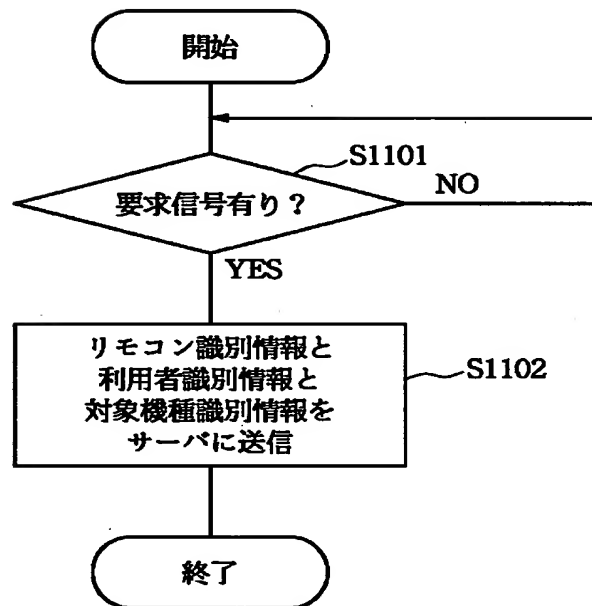 開始
S1101
要求信号有り?
NO
YES
リモコン識別情報と
利用者識別情報と
対象機種識別情報を
サーバに送信
S1102
終了